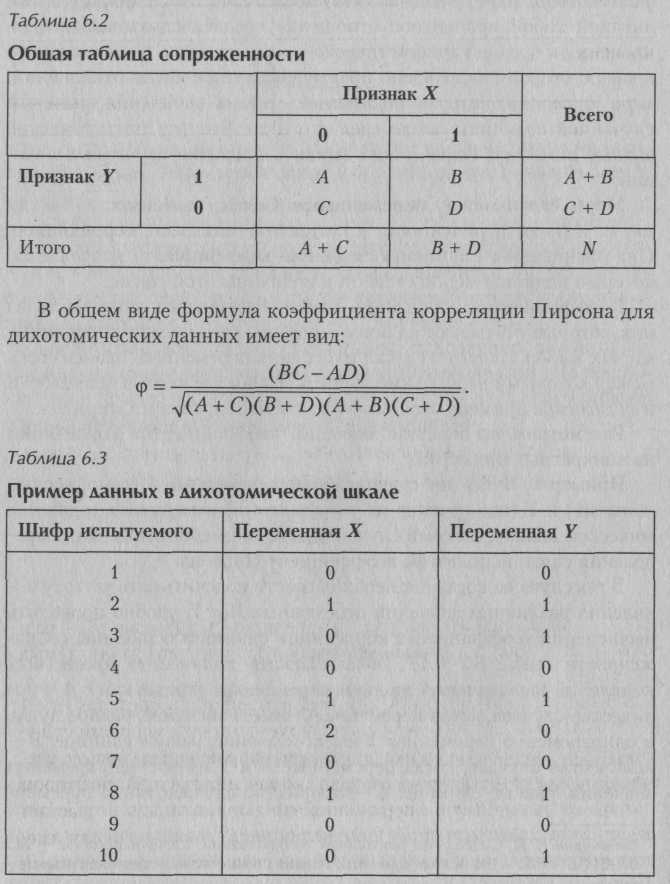 Таблица 6.2
Общая таблица сопряженности
Признак X Всего
0 1
Признак Y 1 A B A + B
0 C D C + D
Итого A + C B + D N
В общем виде формула коэффициента корреляции Пирсона для
дихотомических данных имеет вид:
φ = (BC − AD) / √(A + C)(B + D)(A + B)(C + D) .
Таблица 6.3
Пример данных в дихотомической шкале
Шифр испытуемого Переменная X Переменная Y
1 0 0
2 1 1
3 0 1
4 0 0
5 1 1
6 2 0
7 0 0
8 1 1
9 0 0
10 0 1